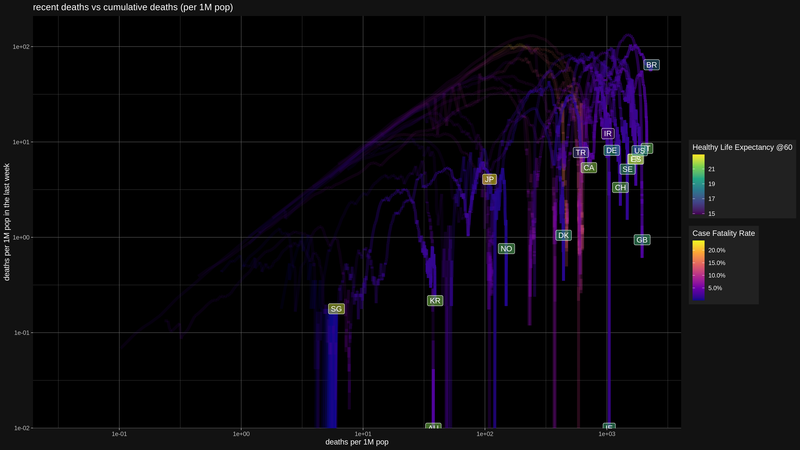 recent deaths vs cumulative deaths (per 1M pop)
1e+02
BR
1e+01
IR
TR
DE
US
CA
SE
Healthy Life Expectancy @60
21
19
17
15
JP
CH
deaths per 1M pop in the last week
1e+00
DK
GB
NO
Case Fatality Rate
20.0%
15.0%
10.0%
5.0%
KR
SG
1e-01
1e-02
1e-01
1e+00
1e+01
1e+02
1e+03
deaths per 1M pop